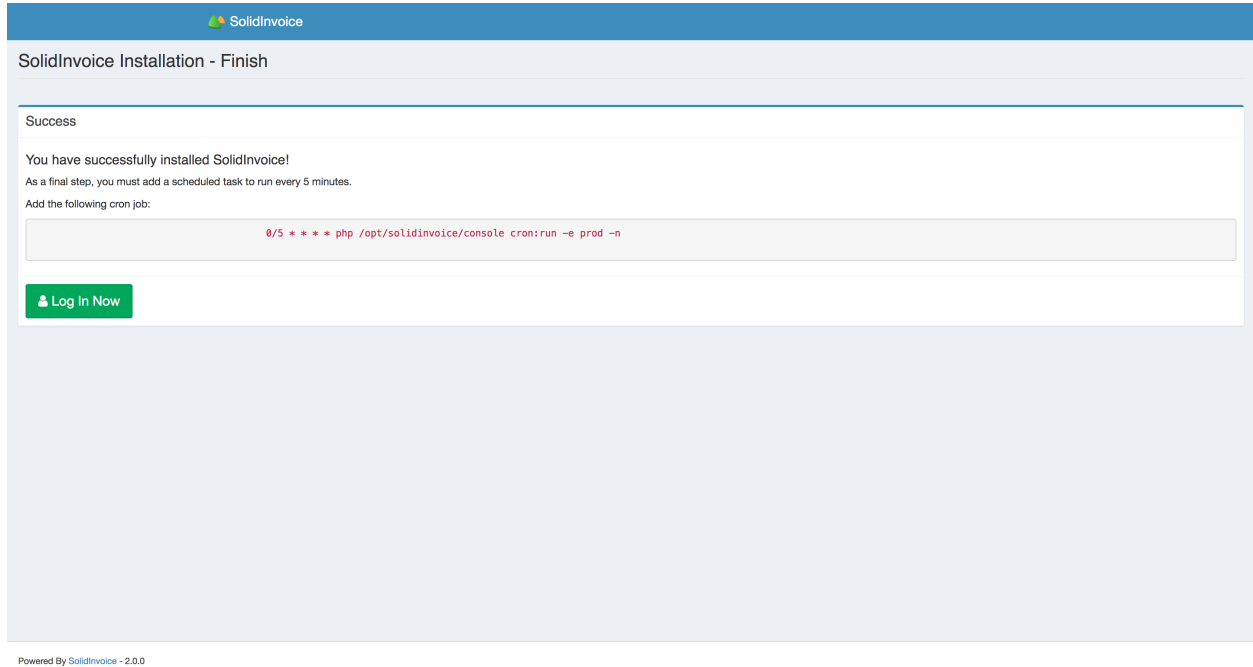 SolidInvoice
SolidInvoice Installation - Finish
Success
You have successfully installed SolidInvoice!
As a final step, you must add a scheduled task to run every 5 minutes.
Add the following cron job:
0/5 * * * * php /opt/solidinvoice/console cron:run -e prod -n
Log In Now
Powered By SolidInvoice - 2.0.0